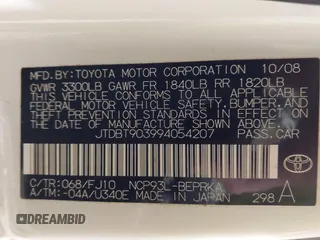 MFD.BY:TOYOTA MOTOR CORPORATION 10/08
GVWR 3300LB GAWR FR 1840LB RR 1820LB
THIS VEHICLE CONFORMS TO ALL APPLICABLE
FEDERAL MOTOR VEHICLE SAFETY, BUMPER, AND
THEFT PREVENTION STANDARDS IN EFFECT ON
THE DATE OF MANUFACTURE SHOWN ABOVE.
JTDBT903994054207 PASS.CAR
C/TR:068/FJ10 NCP93L-BEPRKA
A/TM:-04A/U340E MADE IN JAPAN 298 A
TOYOTA
DREAMBID